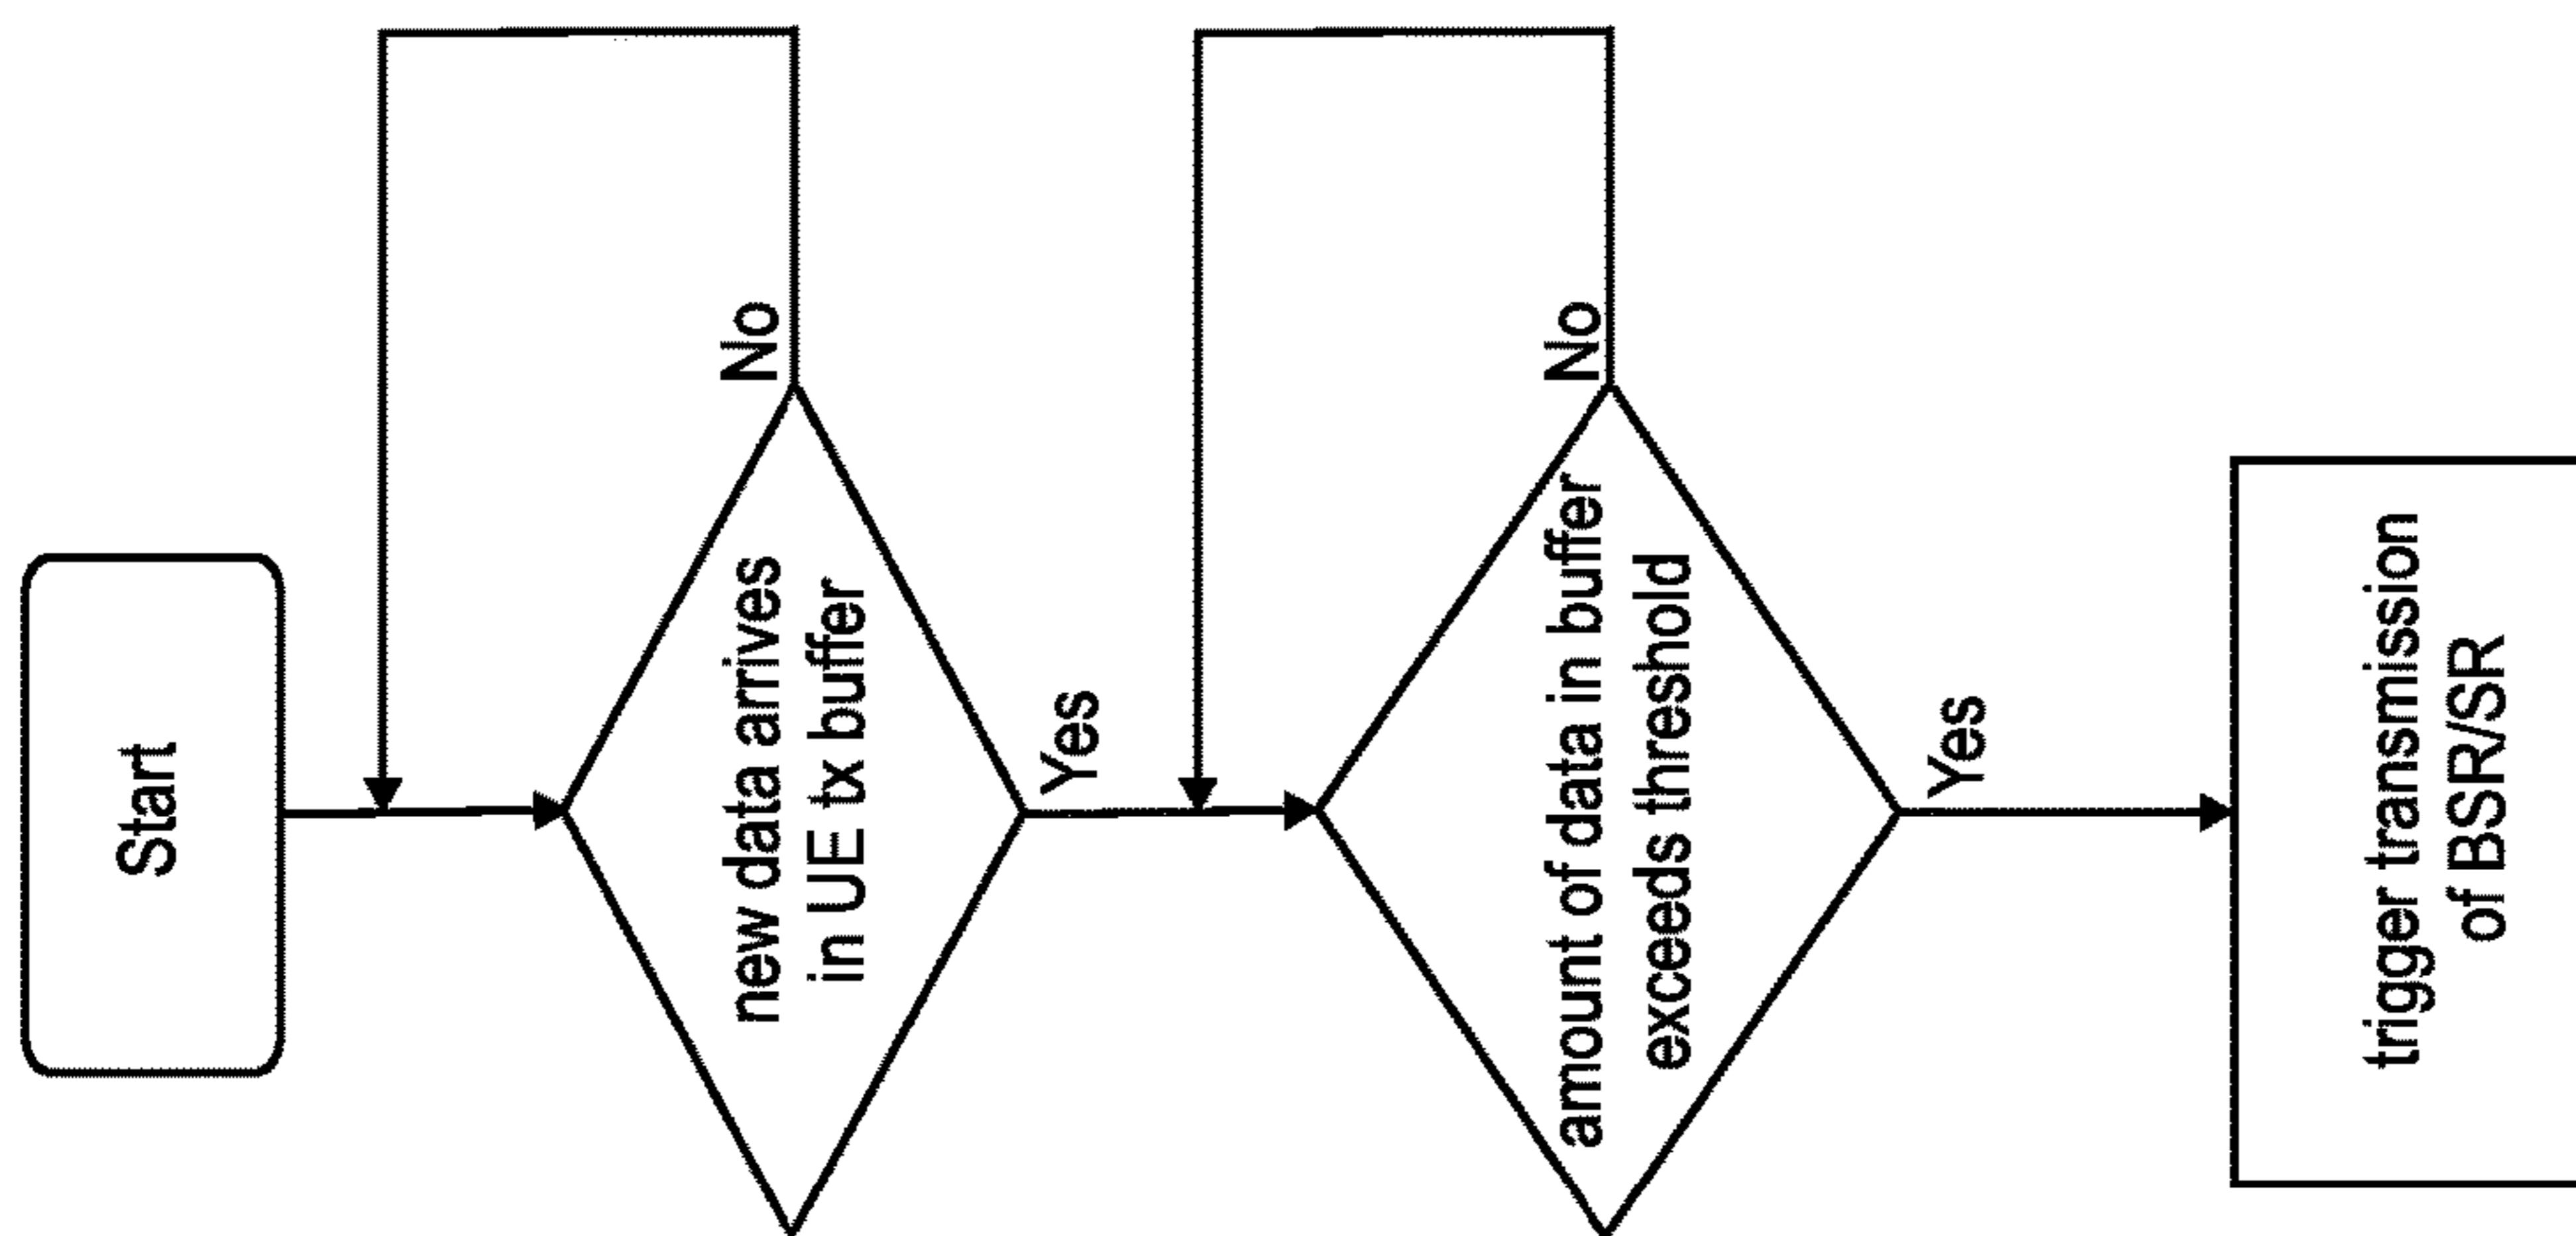 Start
new data arrives
in UE tx buffer
No
Yes
amount of data in buffer
exceeds threshold
No
Yes
trigger transmission
of BSR/SR